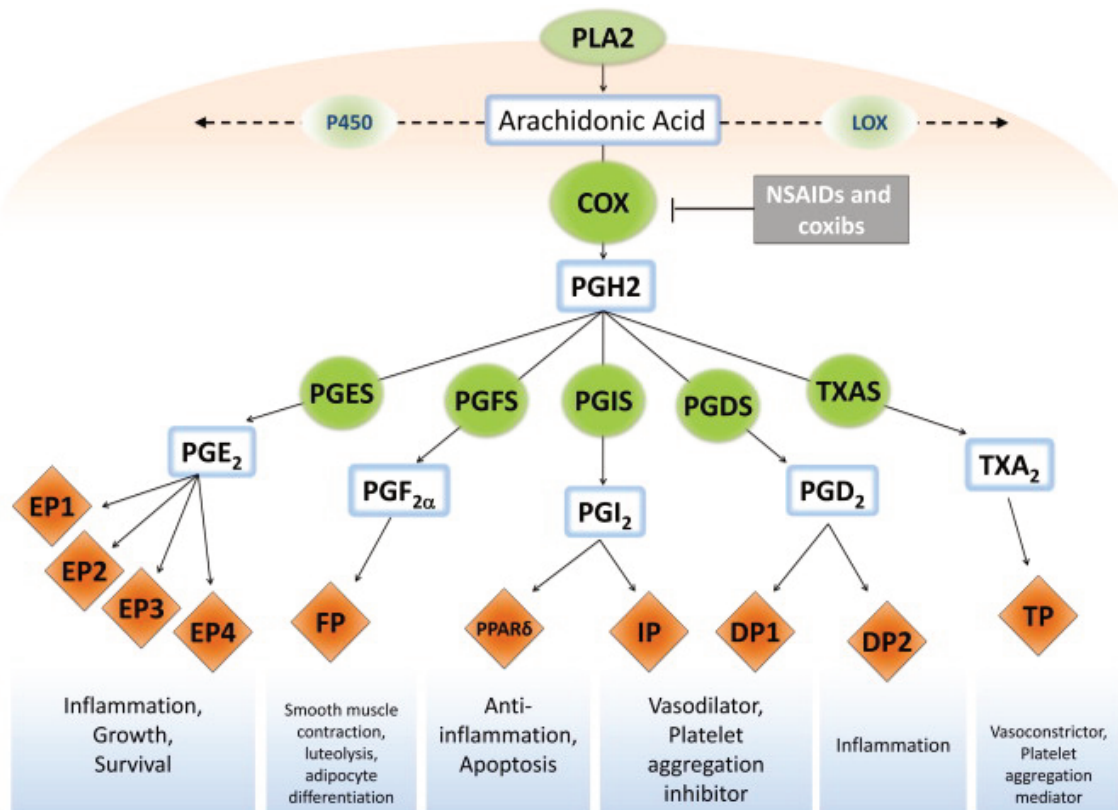 PLA2
P450
Arachidonic Acid
LOX
COX
NSAIDs and
coxibs
PGH2
PGES
PGFS
PGIS
PGDS
TXAS
PGE₂
PGF₂α
PGI₂
PGD₂
TXA₂
EP1
EP2
EP3
EP4
FP
PPARδ
IP
DP1
DP2
TP
Inflammation,
Growth,
Survival
Smooth muscle
contraction,
luteolysis,
adipocyte
differentiation
Anti-
inflammation,
Apoptosis
Vasodilator,
Platelet
aggregation
inhibitor
Inflammation
Vasoconstrictor,
Platelet
aggregation
mediator